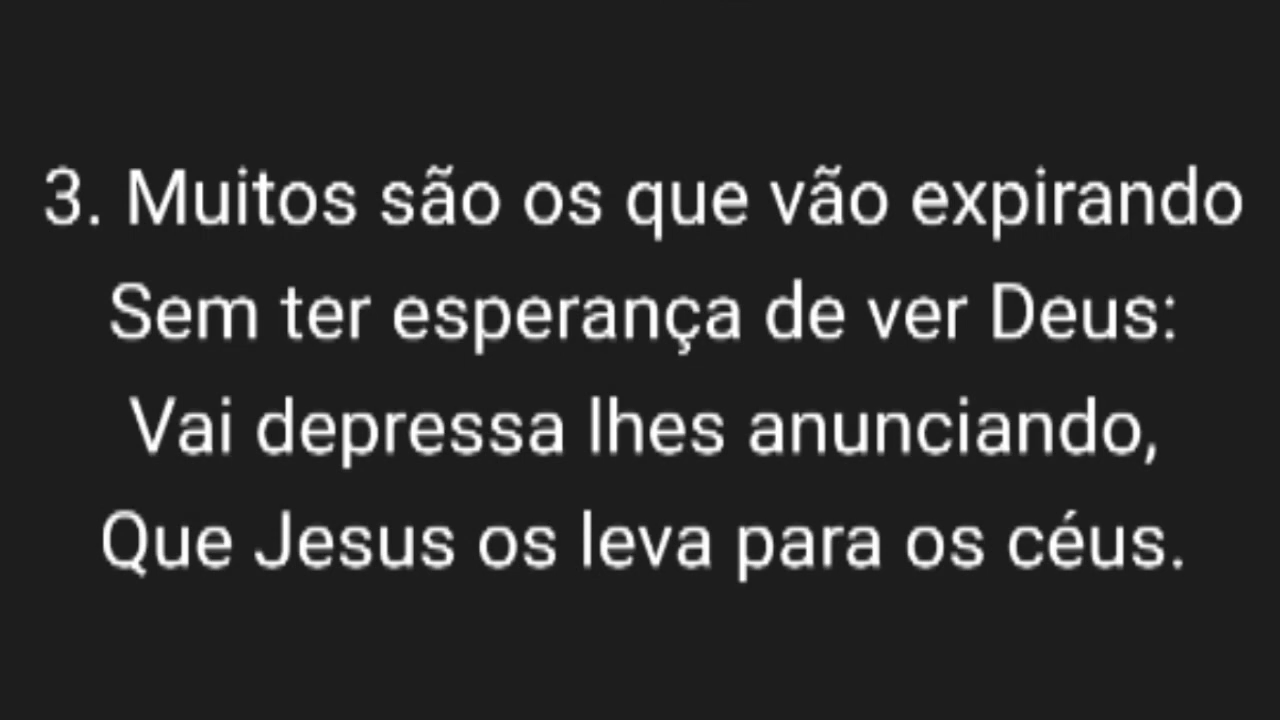 3. Muitos são os que vão expirando
Sem ter esperança de ver Deus:
Vai depressa lhes anunciando,
Que Jesus os leva para os céus.